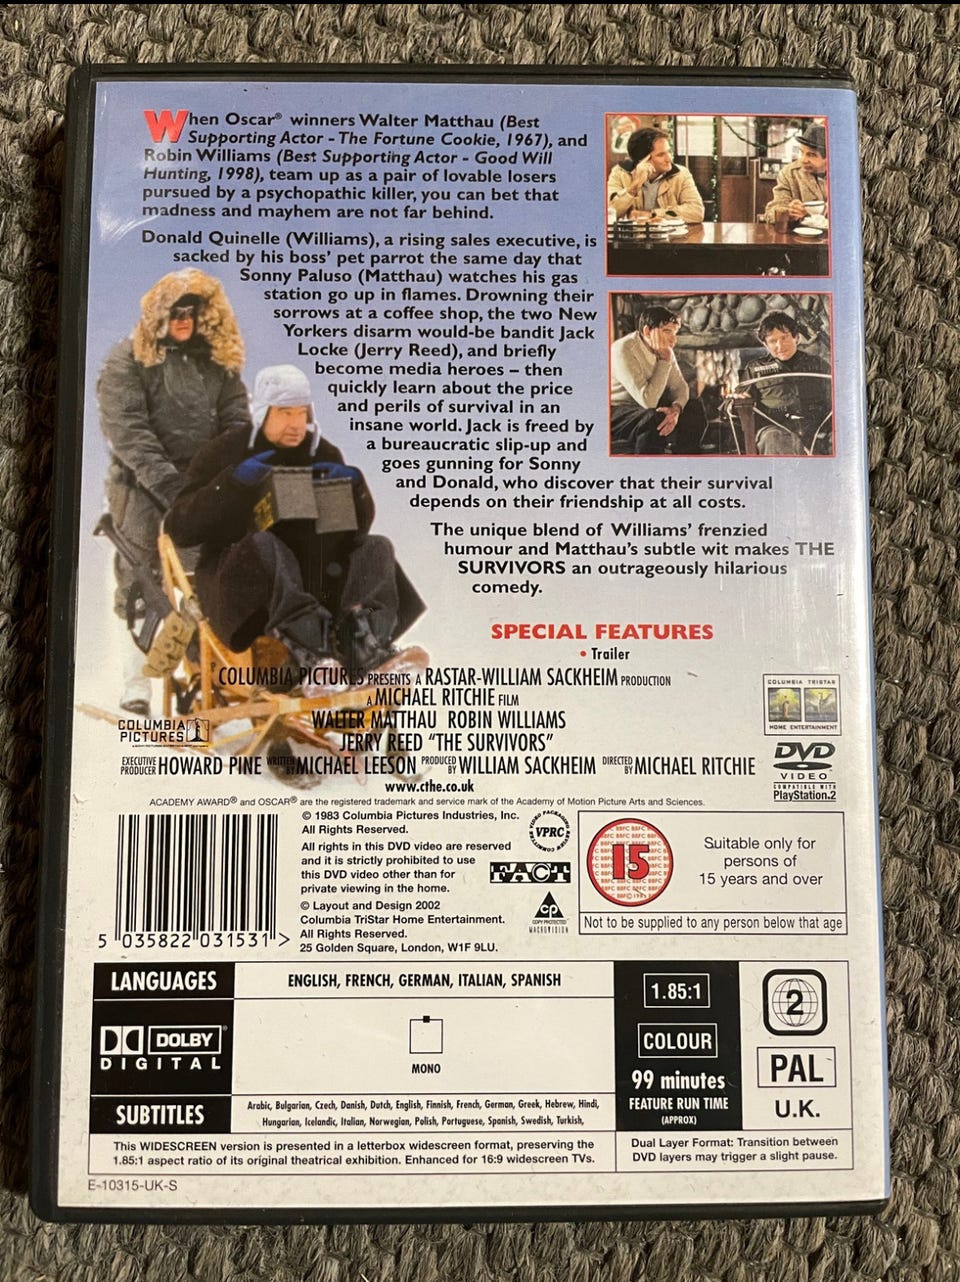 When Oscar® winners Walter Matthau (Best
Supporting Actor - The Fortune Cookie, 1967), and
Robin Williams (Best Supporting Actor - Good Will
Hunting, 1998), team up as a pair of lovable losers
pursued by a psychopathic killer, you can bet that
madness and mayhem are not far behind.
Donald Quinelle (Williams), a rising sales executive, is
sacked by his boss' pet parrot the same day that
Sonny Paluso (Matthau) watches his gas
station go up in flames. Drowning their
sorrows at a coffee shop, the two New
Yorkers disarm would-be bandit Jack
Locke (Jerry Reed), and briefly
become media heroes – then
quickly learn about the price
and perils of survival in an
insane world. Jack is freed by
a bureaucratic slip-up and
goes gunning for Sonny
and Donald, who discover that their survival
depends on their friendship at all costs.
The unique blend of Williams' frenzied
humour and Matthau's subtle wit makes THE
SURVIVORS an outrageously hilarious
comedy.
SPECIAL FEATURES
• Trailer
COLUMBIA PICTURES PRESENTS A RASTAR-WILLIAM SACKHEIM PRODUCTION
A MICHAEL RITCHIE FILM
WALTER MATTHAU ROBIN WILLIAMS
JERRY REED "THE SURVIVORS"
EXECUTIVE PRODUCER HOWARD PINE WRITTEN BY MICHAEL LEESON PRODUCED BY WILLIAM SACKHEIM DIRECTED BY MICHAEL RITCHIE
www.cthe.co.uk
COLUMBIA
PICTURES
COLUMBIA TRISTAR
HOME ENTERTAINMENT
DVD
VIDEO
COMPATIBLE WITH
PlayStation.2
ACADEMY AWARD® and OSCAR® are the registered trademark and service mark of the Academy of Motion Picture Arts and Sciences.
5 035822 031531 >
© 1983 Columbia Pictures Industries, Inc.
All Rights Reserved.
All rights in this DVD video are reserved
and it is strictly prohibited to use
this DVD video other than for
private viewing in the home.
© Layout and Design 2002
Columbia TriStar Home Entertainment.
All Rights Reserved.
25 Golden Square, London, W1F 9LU.
VPRC
FACT
CP
COPY PROTECTED
MACROVISION
15
Suitable only for
persons of
15 years and over
Not to be supplied to any person below that age
LANGUAGES
ENGLISH, FRENCH, GERMAN, ITALIAN, SPANISH
DOLBY
DIGITAL
MONO
SUBTITLES
Arabic, Bulgarian, Czech, Danish, Dutch, English, Finnish, French, German, Greek, Hebrew, Hindi,
Hungarian, Icelandic, Italian, Norwegian, Polish, Portuguese, Spanish, Swedish, Turkish,
1.85:1
COLOUR
99 minutes
FEATURE RUN TIME
(APPROX)
2
PAL
U.K.
This WIDESCREEN version is presented in a letterbox widescreen format, preserving the
1.85:1 aspect ratio of its original theatrical exhibition. Enhanced for 16:9 widescreen TVs.
Dual Layer Format: Transition between
DVD layers may trigger a slight pause.
E-10315-UK-S